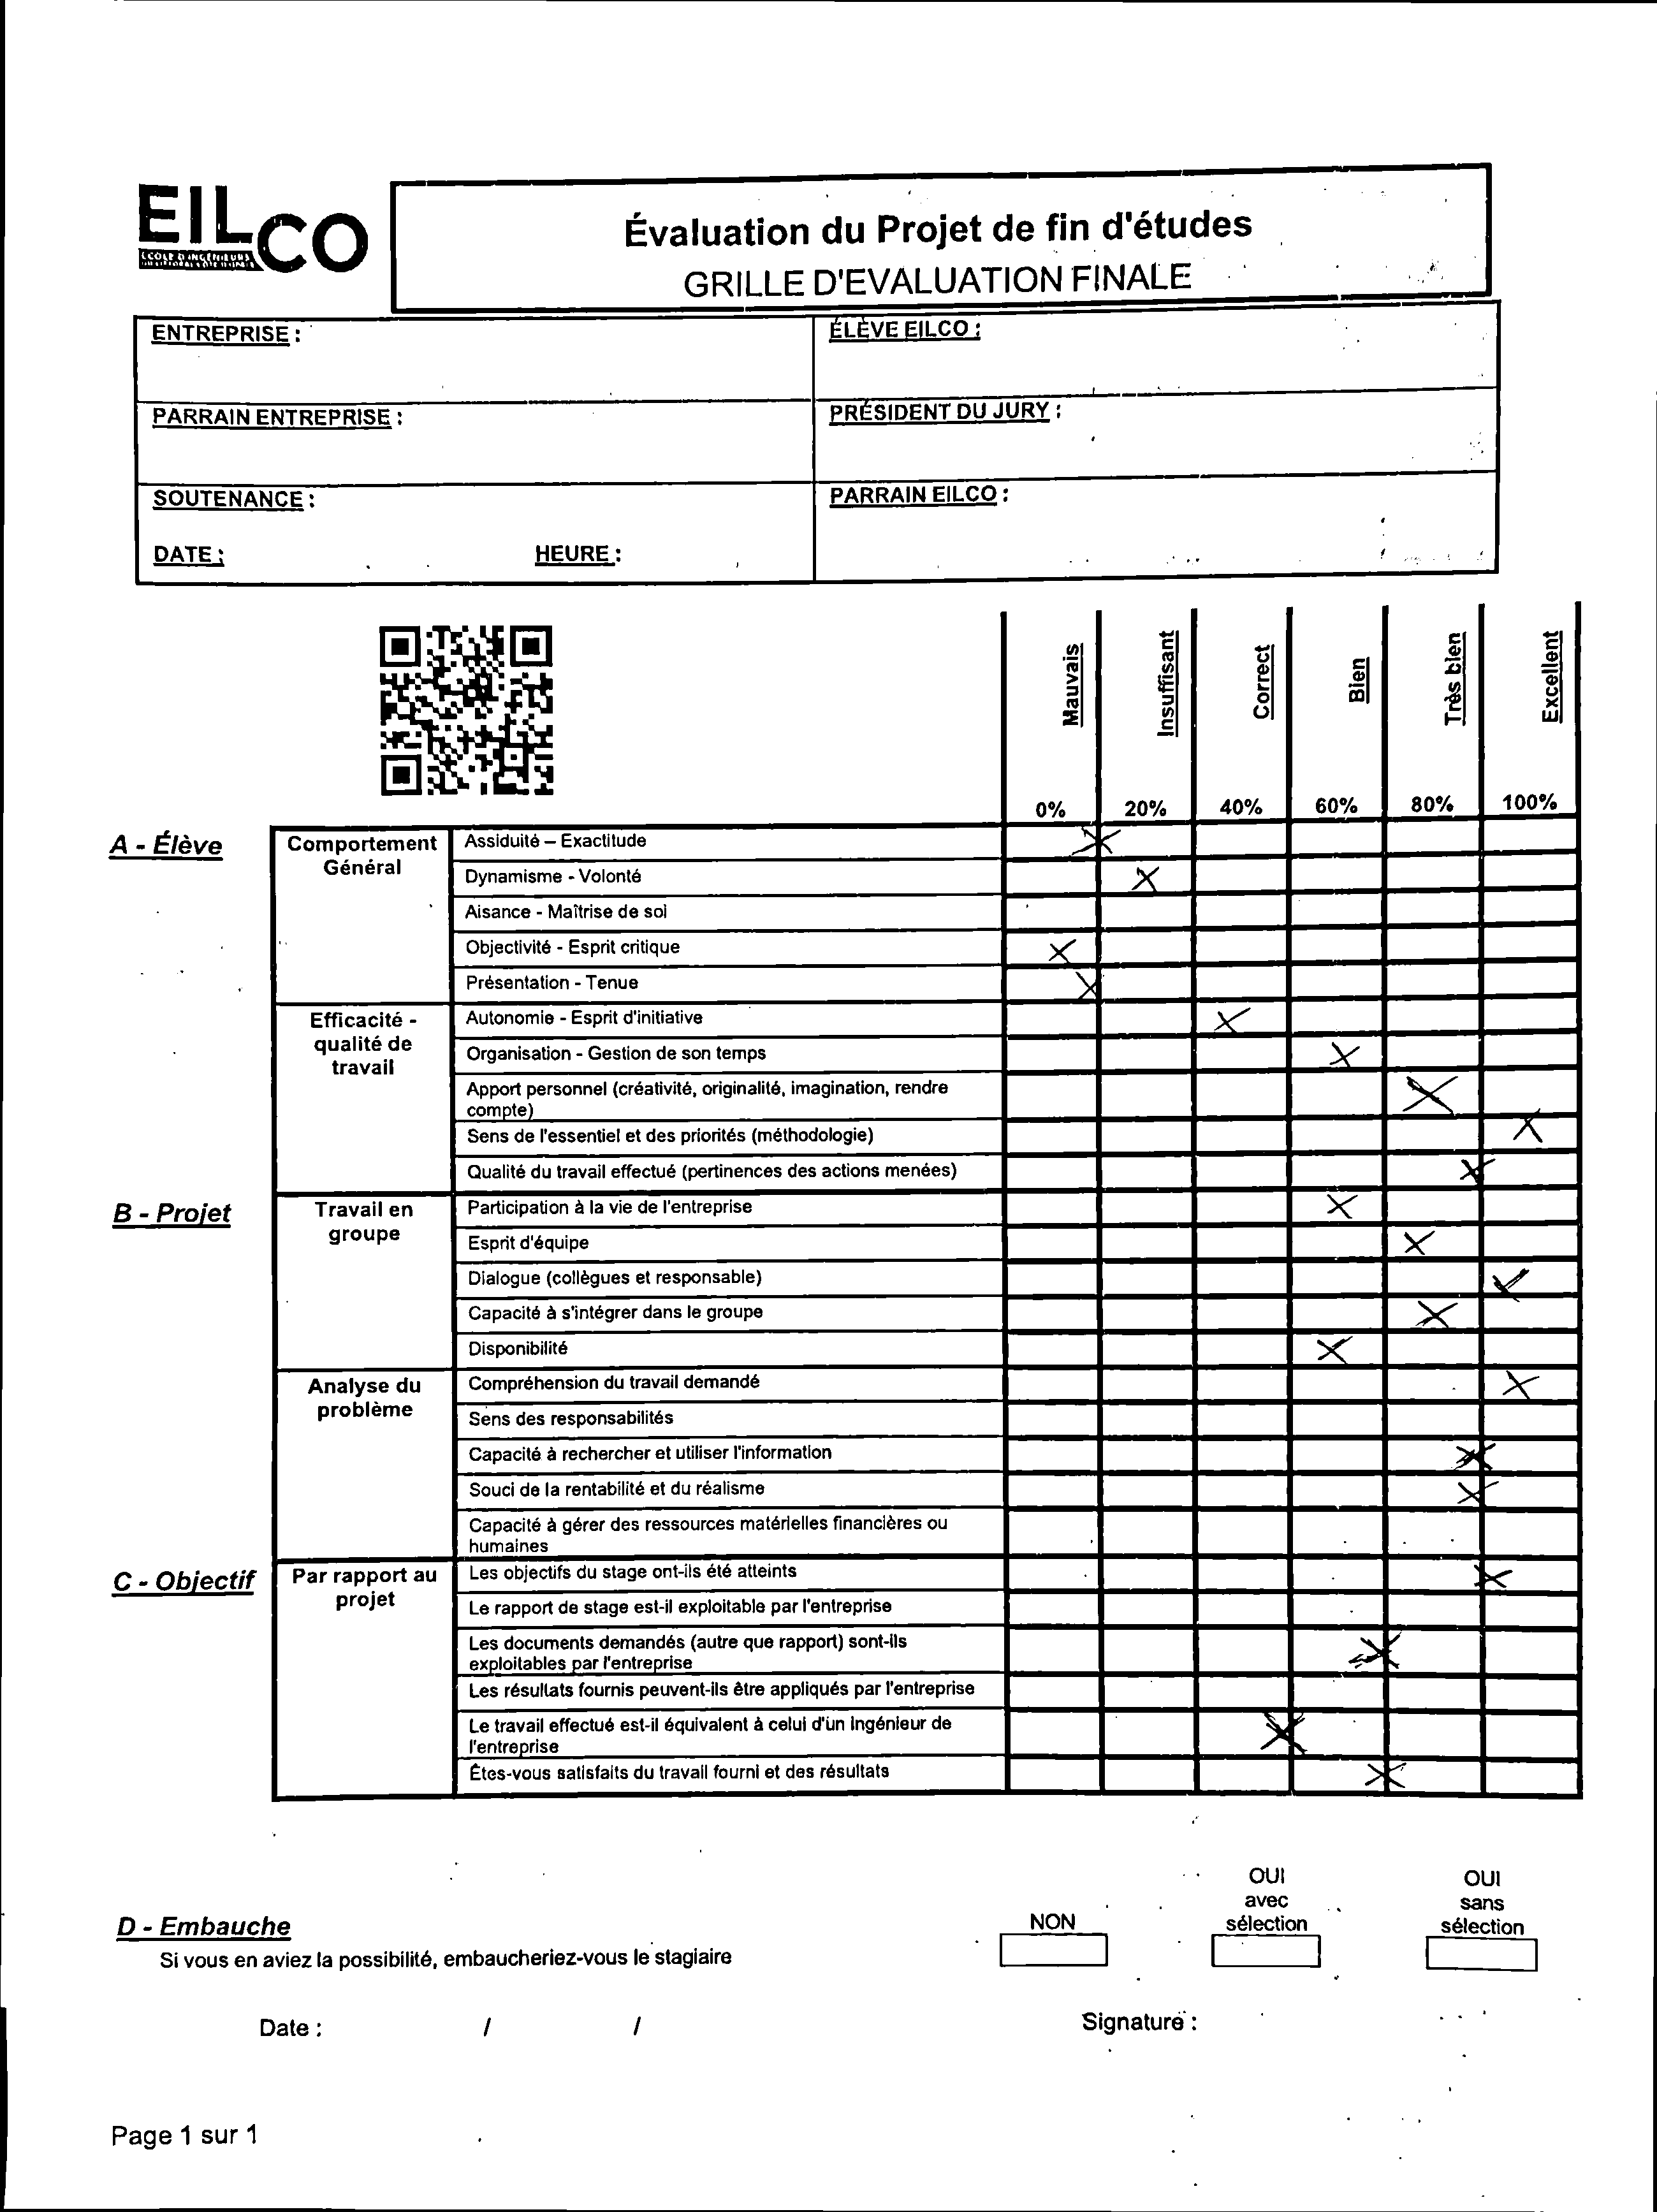 EILCO
ÉCOLE D'INGÉNIEURS
Évaluation du Projet de fin d'études
GRILLE D'EVALUATION FINALE
ENTREPRISE :
ÉLÈVE EILCO :
PARRAIN ENTREPRISE :
PRÉSIDENT DU JURY :
SOUTENANCE :
PARRAIN EILCO :
DATE :
HEURE :
Mauvais
Insuffisant
Correct
Bien
Très bien
Excellent
0% 20% 40% 60% 80% 100%
A - Élève
Comportement
Général
Assiduité – Exactitude
Dynamisme - Volonté
Aisance - Maîtrise de soi
Objectivité - Esprit critique
Présentation - Tenue
Efficacité -
qualité de
travail
Autonomie - Esprit d'initiative
Organisation - Gestion de son temps
Apport personnel (créativité, originalité, imagination, rendre
compte)
Sens de l'essentiel et des priorités (méthodologie)
Qualité du travail effectué (pertinences des actions menées)
B - Projet
Travail en
groupe
Participation à la vie de l'entreprise
Esprit d'équipe
Dialogue (collègues et responsable)
Capacité à s'intégrer dans le groupe
Disponibilité
Analyse du
problème
Compréhension du travail demandé
Sens des responsabilités
Capacité à rechercher et utiliser l'information
Souci de la rentabilité et du réalisme
Capacité à gérer des ressources matérielles financières ou
humaines
C - Objectif
Par rapport au
projet
Les objectifs du stage ont-ils été atteints
Le rapport de stage est-il exploitable par l'entreprise
Les documents demandés (autre que rapport) sont-ils
exploitables par l'entreprise
Les résultats fournis peuvent-ils être appliqués par l'entreprise
Le travail effectué est-il équivalent à celui d'un ingénieur de
l'entreprise
Êtes-vous satisfaits du travail fourni et des résultats
D - Embauche
Si vous en aviez la possibilité, embaucheriez-vous le stagiaire
NON
OUI
avec
sélection
OUI
sans
sélection
Date : / /
Signature :
Page 1 sur 1